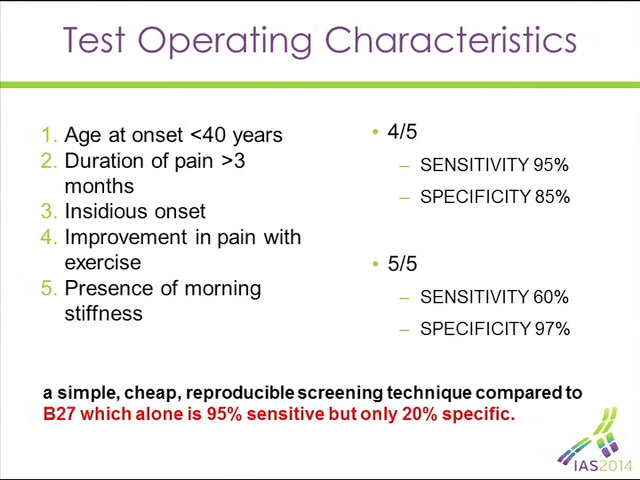 Test Operating Characteristics
1. Age at onset <40 years
2. Duration of pain >3
months
3. Insidious onset
4. Improvement in pain with
exercise
5. Presence of morning
stiffness
• 4/5
– SENSITIVITY 95%
– SPECIFICITY 85%
• 5/5
– SENSITIVITY 60%
– SPECIFICITY 97%
a simple, cheap, reproducible screening technique compared to
B27 which alone is 95% sensitive but only 20% specific.
IAS2014